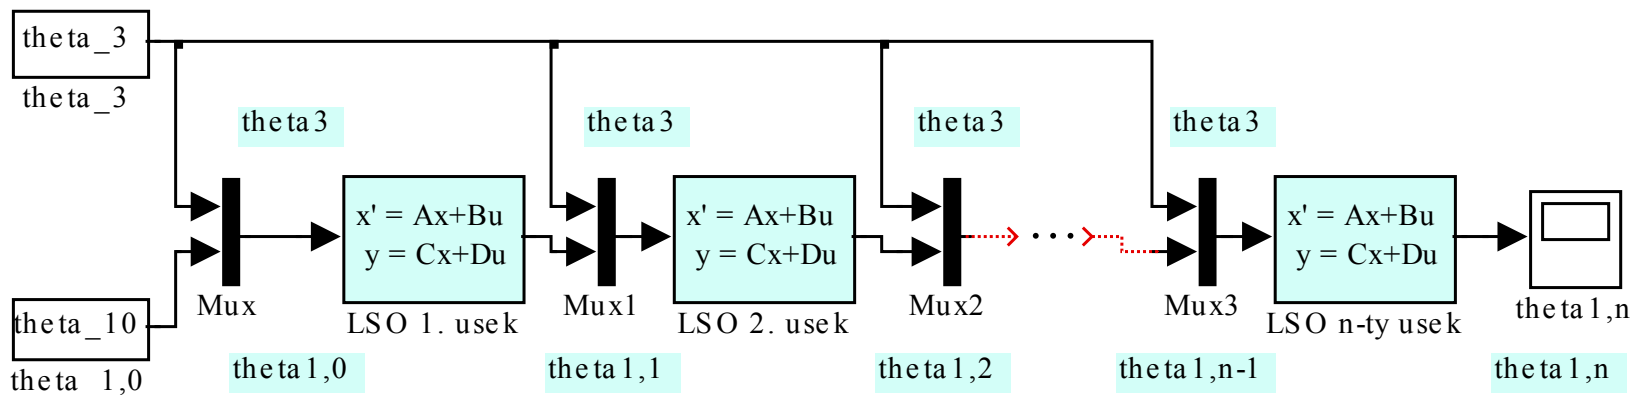 theta_3
theta_3
theta3
theta3
theta3
theta3
x' = Ax+Bu
y = Cx+Du
x' = Ax+Bu
y = Cx+Du
• • •
x' = Ax+Bu
y = Cx+Du
Mux
Mux1
Mux2
Mux3
theta1,n
theta_10
LSO 1. usek
LSO 2. usek
LSO n-ty usek
theta 1,0
theta1,0
theta1,1
theta1,2
theta1,n-1
theta1,n